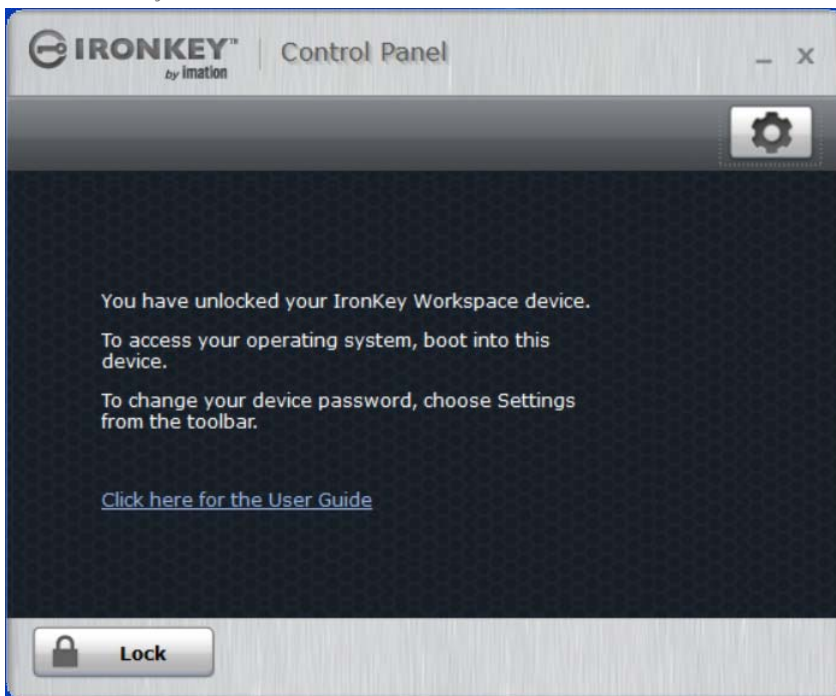 IRONKEY™ Control Panel
by imation
You have unlocked your IronKey Workspace device.
To access your operating system, boot into this
device.
To change your device password, choose Settings
from the toolbar.
Click here for the User Guide
Lock